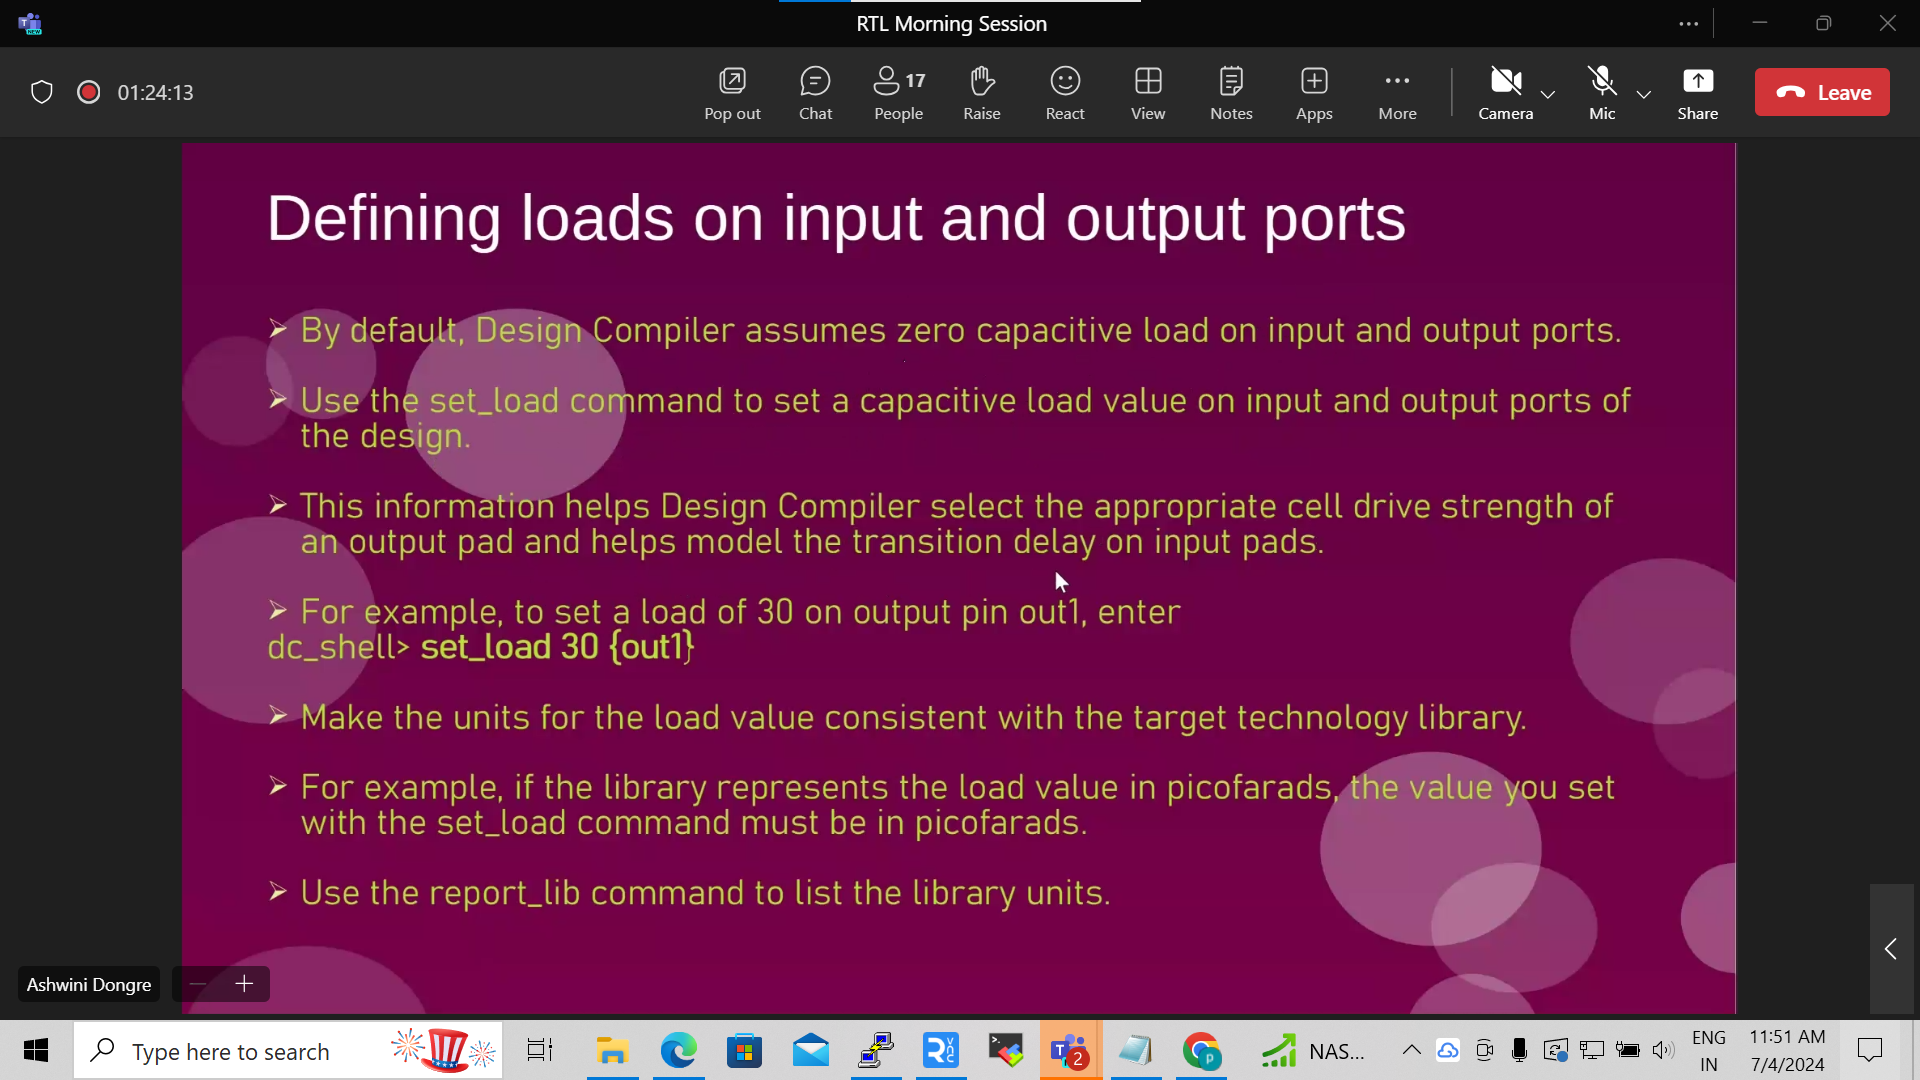 RTL Morning Session
01:24:13
Pop out
Chat
17
People
Raise
React
View
Notes
Apps
More
Camera
Mic
Share
Leave
Defining loads on input and output ports
➢ By default, Design Compiler assumes zero capacitive load on input and output ports.
➢ Use the set_load command to set a capacitive load value on input and output ports of
the design.
➢ This information helps Design Compiler select the appropriate cell drive strength of
an output pad and helps model the transition delay on input pads.
➢ For example, to set a load of 30 on output pin out1, enter
dc_shell> set_load 30 {out1}
➢ Make the units for the load value consistent with the target technology library.
➢ For example, if the library represents the load value in picofarads, the value you set
with the set_load command must be in picofarads.
➢ Use the report_lib command to list the library units.
Ashwini Dongre
Type here to search
2
p
NAS...
ENG
IN
11:51 AM
7/4/2024